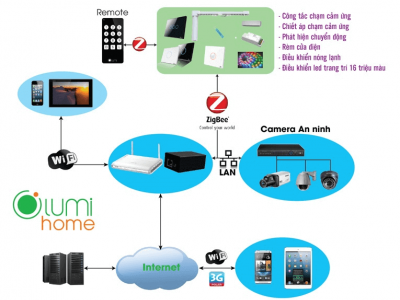 Remote
- Công tác chạm cảm ứng
- Chiết áp chạm cảm ứng
- Phát hiện chuyển động
- Rèm cửa điện
- Điều khiển nóng lạnh
- Điều khiển led trang trí 16 triệu màu
ZigBee
Control your world
Camera An ninh
WiFi
LAN
Lumi
home
Internet
WiFi
3G